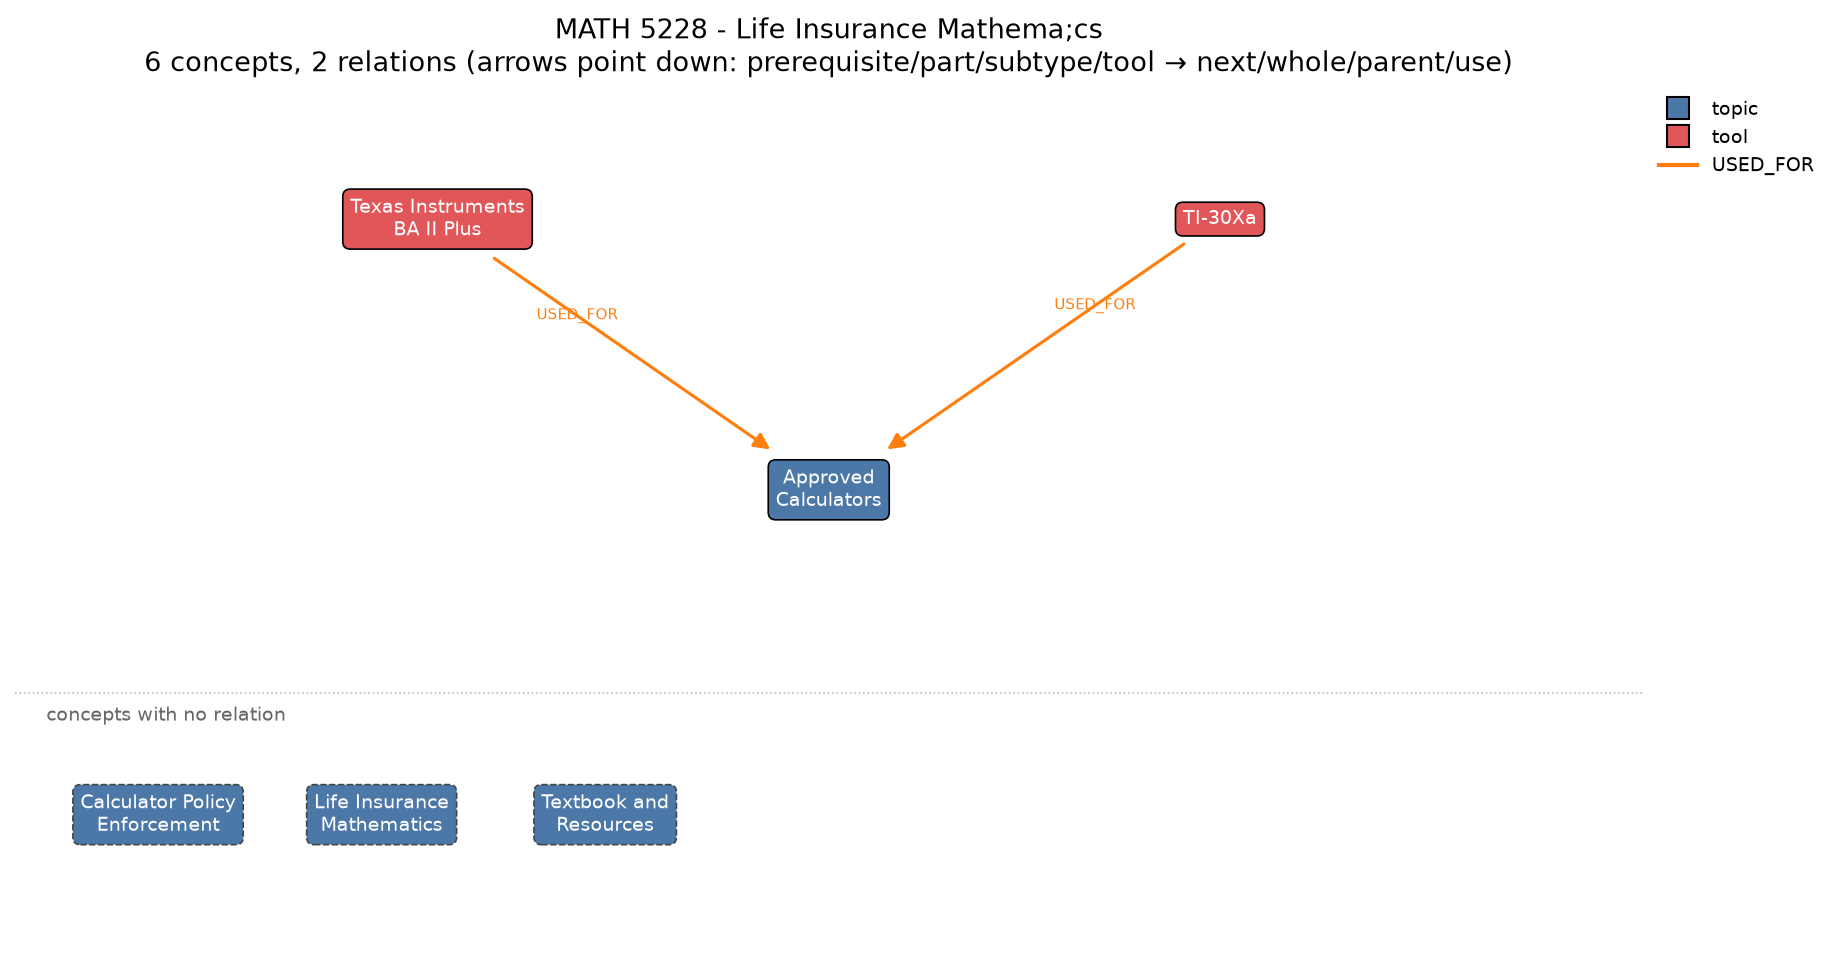 MATH 5228 - Life Insurance Mathema;cs
6 concepts, 2 relations (arrows point down: prerequisite/part/subtype/tool → next/whole/parent/use)
topic
tool
USED_FOR
Texas Instruments
BA II Plus
TI-30Xa
USED_FOR
USED_FOR
Approved
Calculators
concepts with no relation
Calculator Policy
Enforcement
Life Insurance
Mathematics
Textbook and
Resources